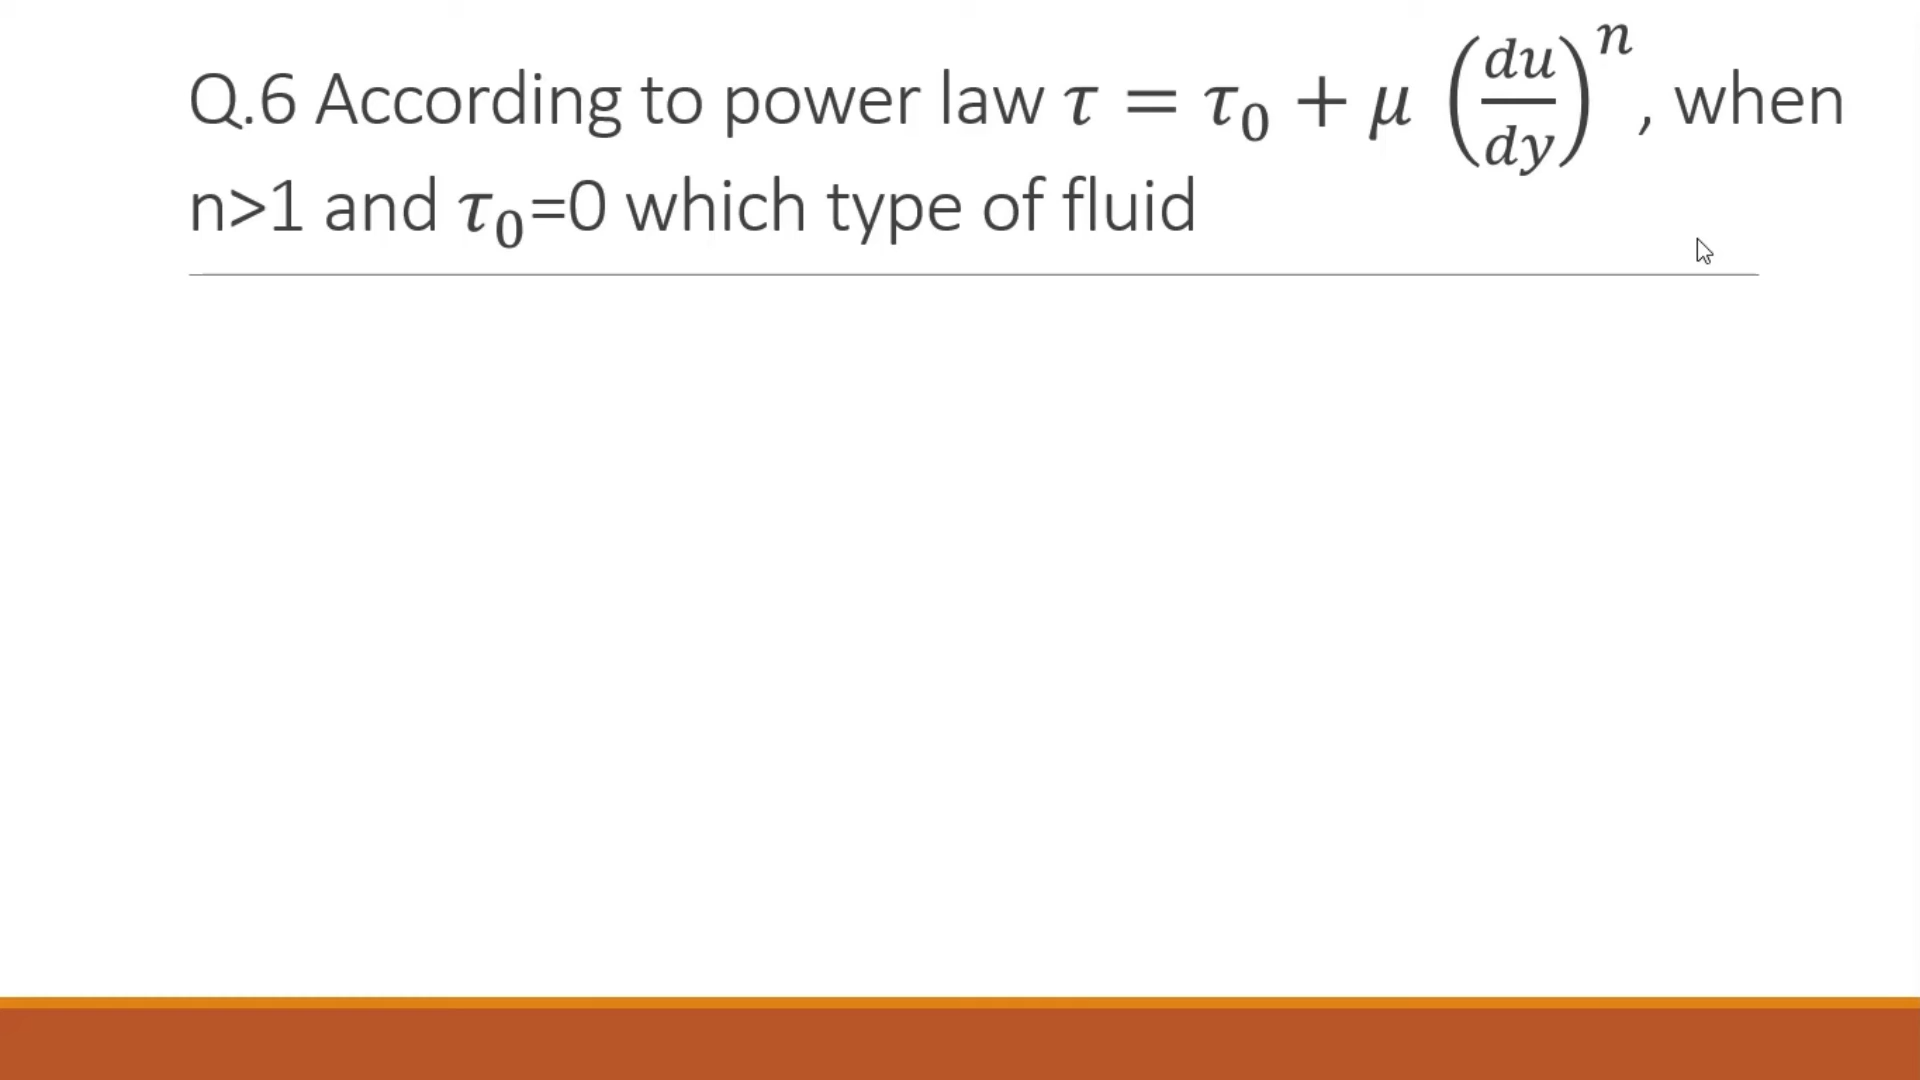 Q.6 According to power law τ = τ₀ + μ (du/dy)ⁿ, when
n>1 and τ₀=0 which type of fluid